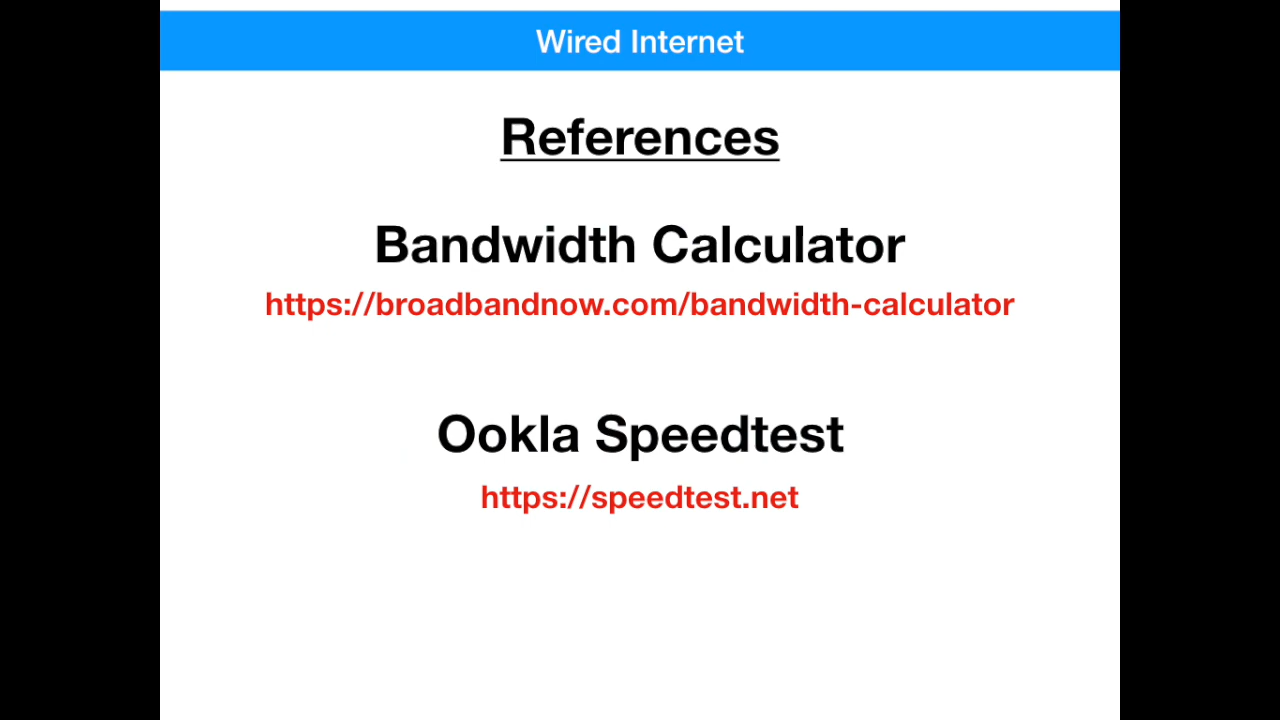 Wired Internet
References
Bandwidth Calculator
https://broadbandnow.com/bandwidth-calculator
Ookla Speedtest
https://speedtest.net